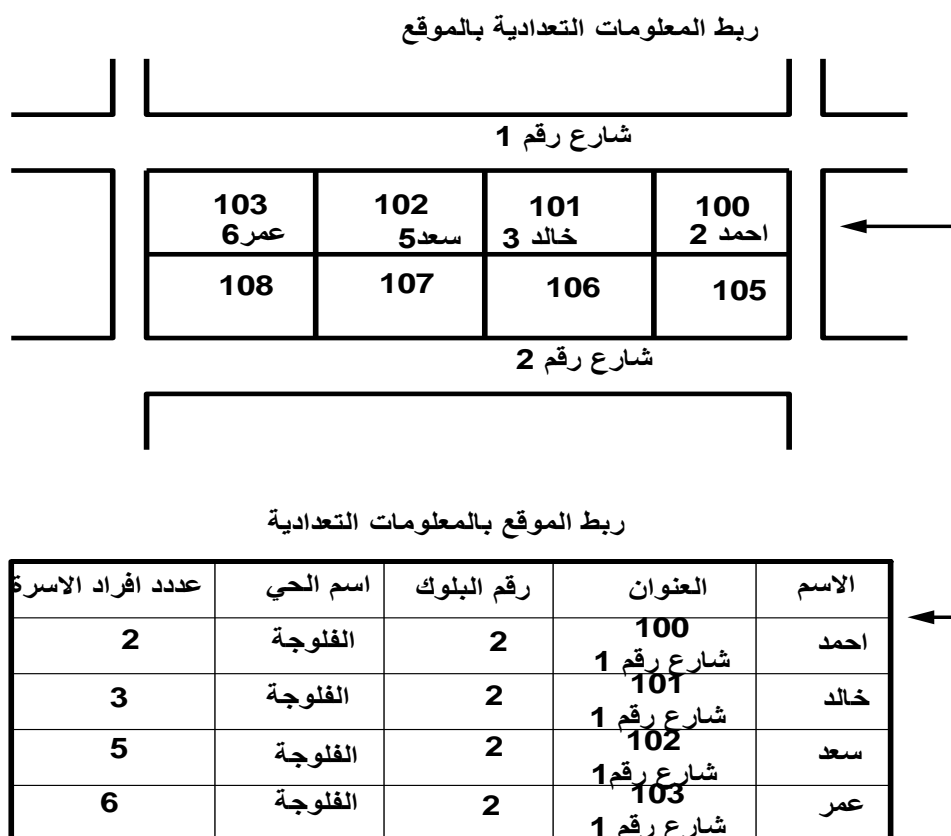 ربط المعلومات التعدادية بالموقع
شارع رقم 1
100 101 102 103
احمد 2 خالد 3 سعد5 عمر6
105 106 107 108
شارع رقم 2
ربط الموقع بالمعلومات التعدادية
الاسم العنوان رقم البلوك اسم الحي عددد افراد الاسرة
احمد 100 شارع رقم 1 2 الفلوجة 2
خالد 101 شارع رقم 1 2 الفلوجة 3
سعد 102 شارع رقم1 2 الفلوجة 5
عمر 103 شارع رقم 1 2 الفلوجة 6